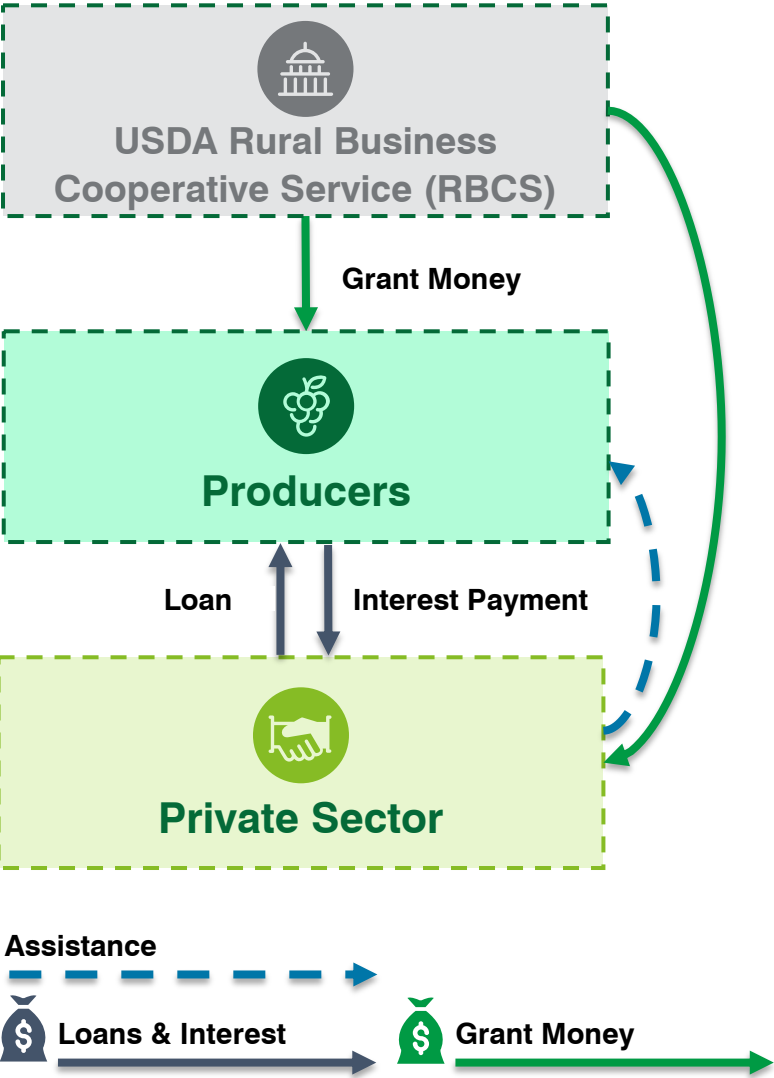 USDA Rural Business
Cooperative Service (RBCS)
Grant Money
Producers
Loan
Interest Payment
Private Sector
Assistance
$ Loans & Interest
$ Grant Money